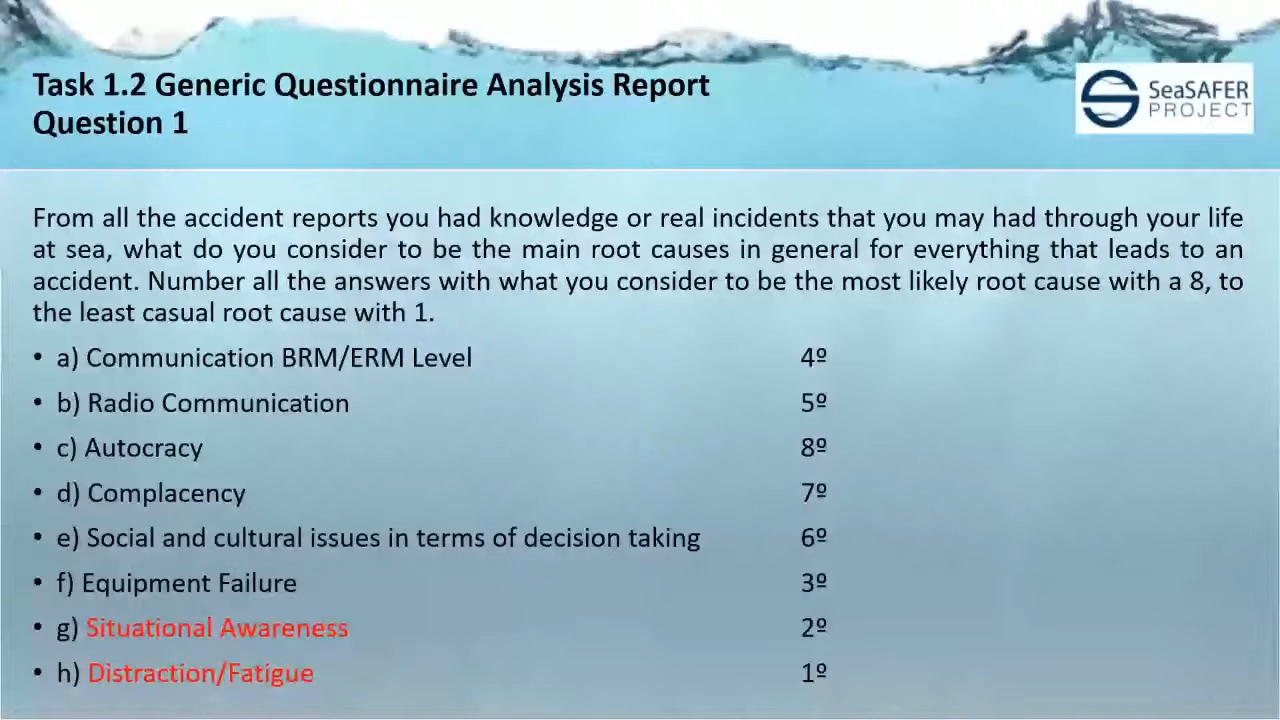 Task 1.2 Generic Questionnaire Analysis Report
Question 1
SeaSAFER
PROJECT
From all the accident reports you had knowledge or real incidents that you may had through your life
at sea, what do you consider to be the main root causes in general for everything that leads to an
accident. Number all the answers with what you consider to be the most likely root cause with a 8, to
the least casual root cause with 1.
• a) Communication BRM/ERM Level 4º
• b) Radio Communication 5º
• c) Autocracy 8º
• d) Complacency 7º
• e) Social and cultural issues in terms of decision taking 6º
• f) Equipment Failure 3º
• g) Situational Awareness 2º
• h) Distraction/Fatigue 1º